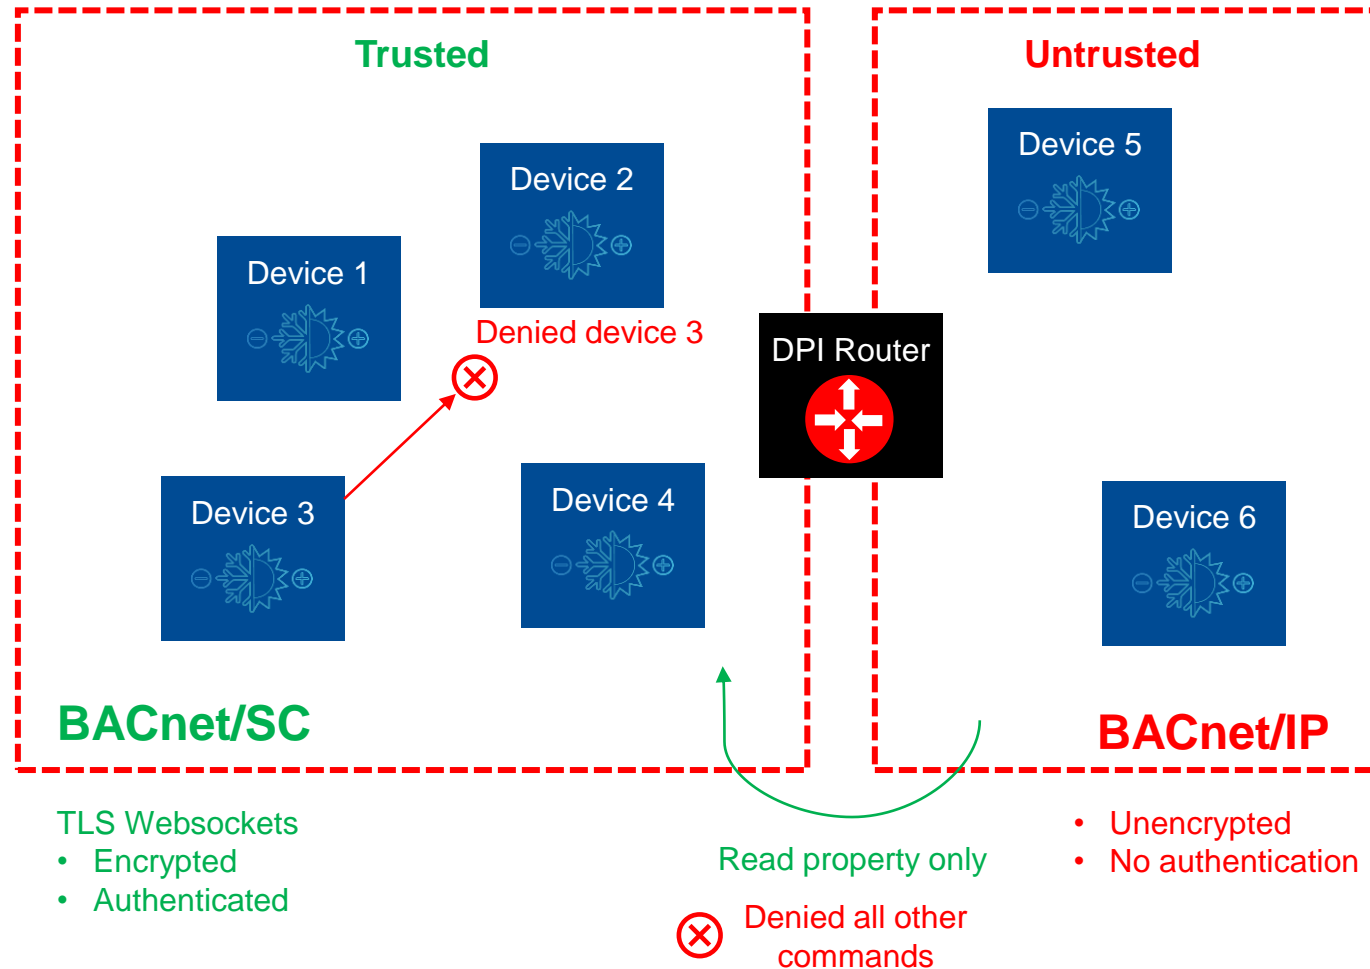 Trusted
Untrusted
Device 5
Device 2
Device 1
Denied device 3
DPI Router
Device 3
Device 4
Device 6
BACnet/SC
BACnet/IP
TLS Websockets
• Encrypted
• Authenticated
Read property only
Denied all other
commands
• Unencrypted
• No authentication